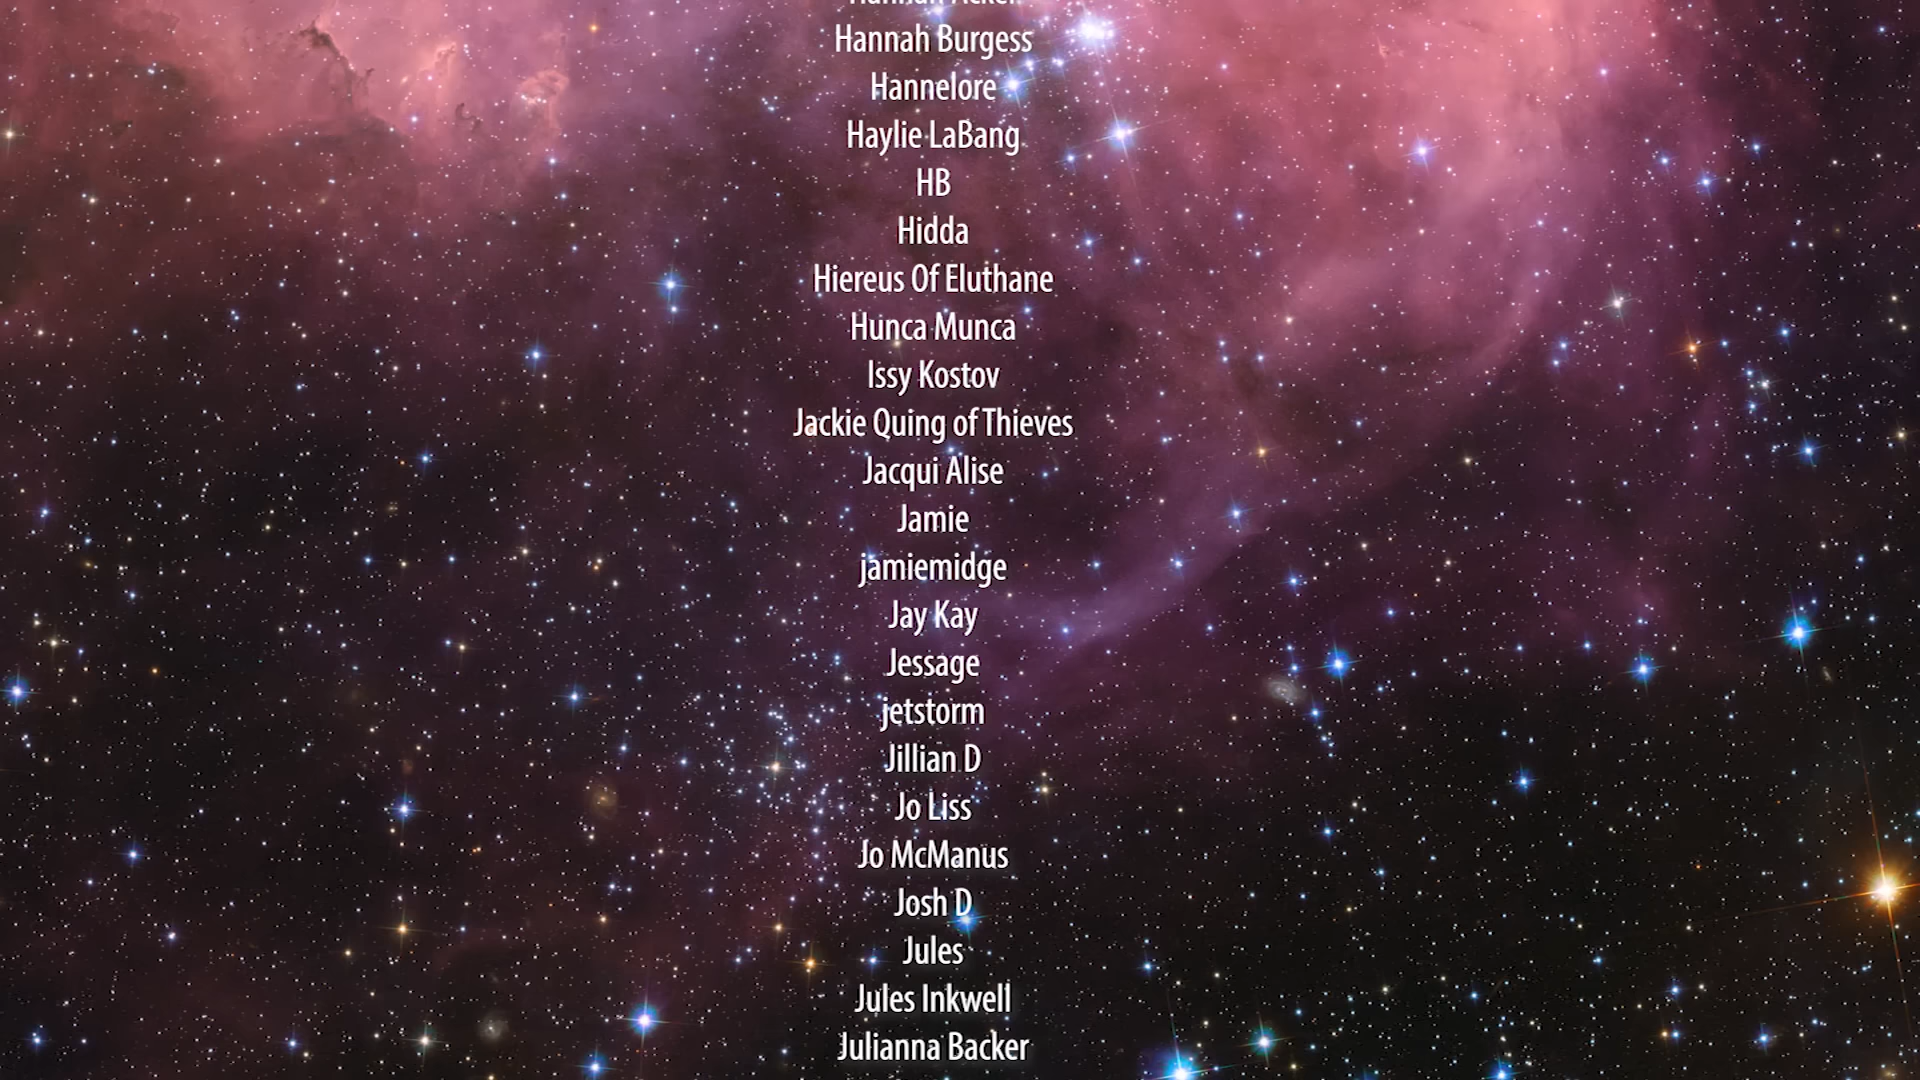 Hannah Burgess
Hannelore
Haylie LaBang
HB
Hidda
Hiereus Of Eluthane
Hunca Munca
Issy Kostov
Jackie Quing of Thieves
Jacqui Alise
Jamie
jamiemidge
Jay Kay
Jessage
jetstorm
Jillian D
Jo Liss
Jo McManus
Josh D
Jules
Jules Inkwell
Julianna Backer